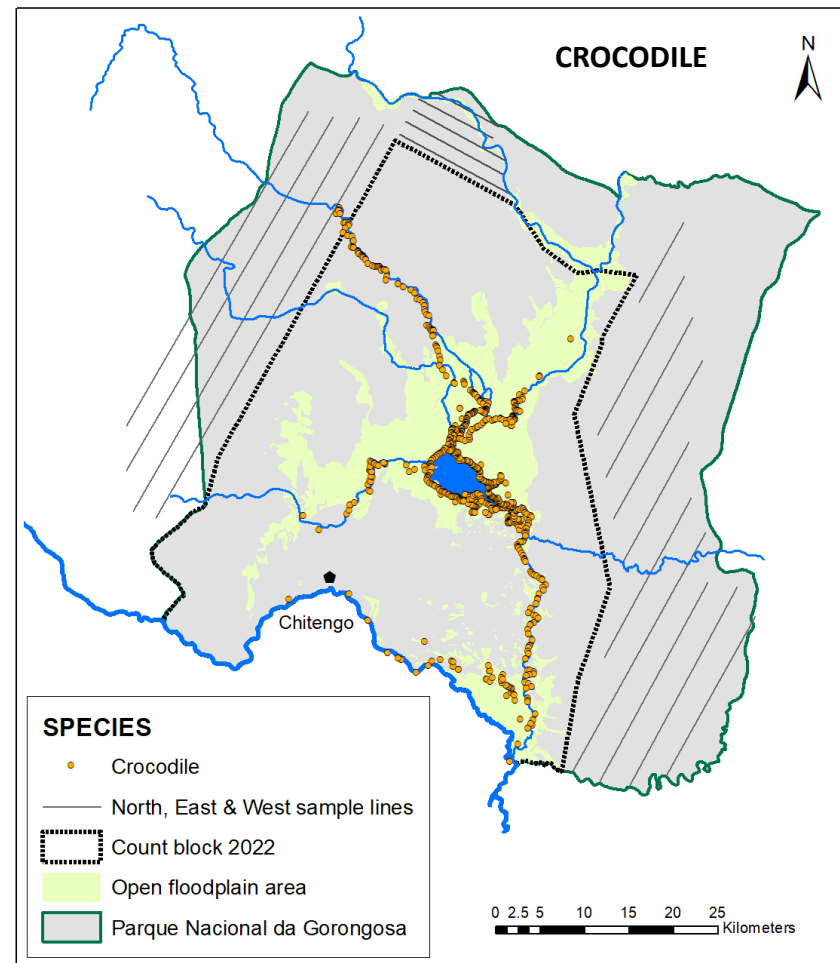 CROCODILE
N
Chitengo
SPECIES
Crocodile
North, East & West sample lines
Count block 2022
Open floodplain area
Parque Nacional da Gorongosa
0 2.5 5 10 15 20 25
Kilometers